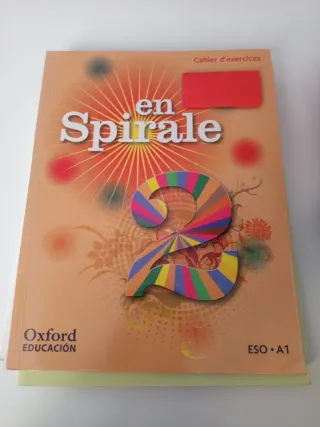 Cahier d'exercices
en
Spirale
2
Oxford
EDUCACIÓN
ESO • A1